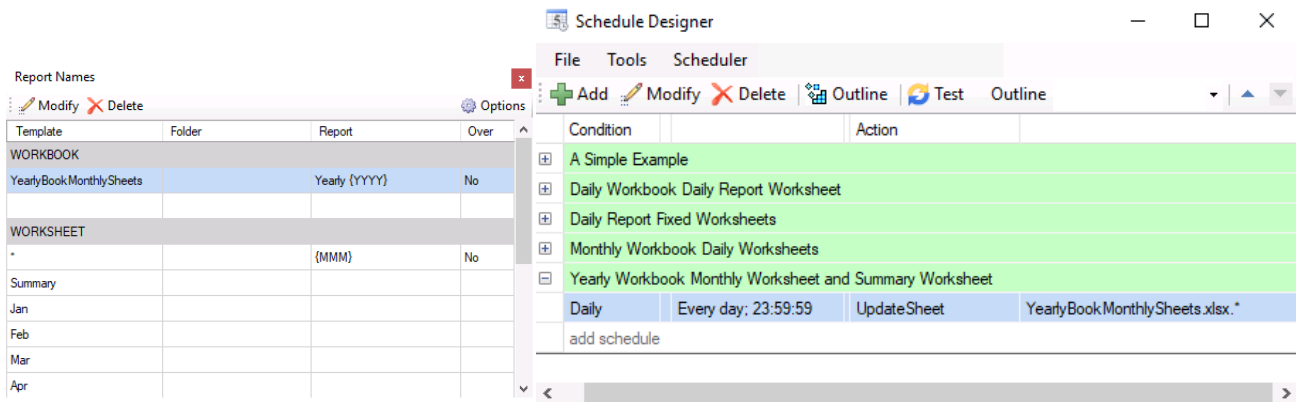 Report Names
Modify Delete Options
Template Folder Report Over
WORKBOOK
YearlyBookMonthlySheets Yearly {YYYY} No
WORKSHEET
* {MMM} No
Summary
Jan
Feb
Mar
Apr
Schedule Designer
File Tools Scheduler
Add Modify Delete Outline Test Outline
Condition Action
A Simple Example
Daily Workbook Daily Report Worksheet
Daily Report Fixed Worksheets
Monthly Workbook Daily Worksheets
Yearly Workbook Monthly Worksheet and Summary Worksheet
Daily Every day; 23:59:59 UpdateSheet YearlyBookMonthlySheets.xlsx.*
add schedule